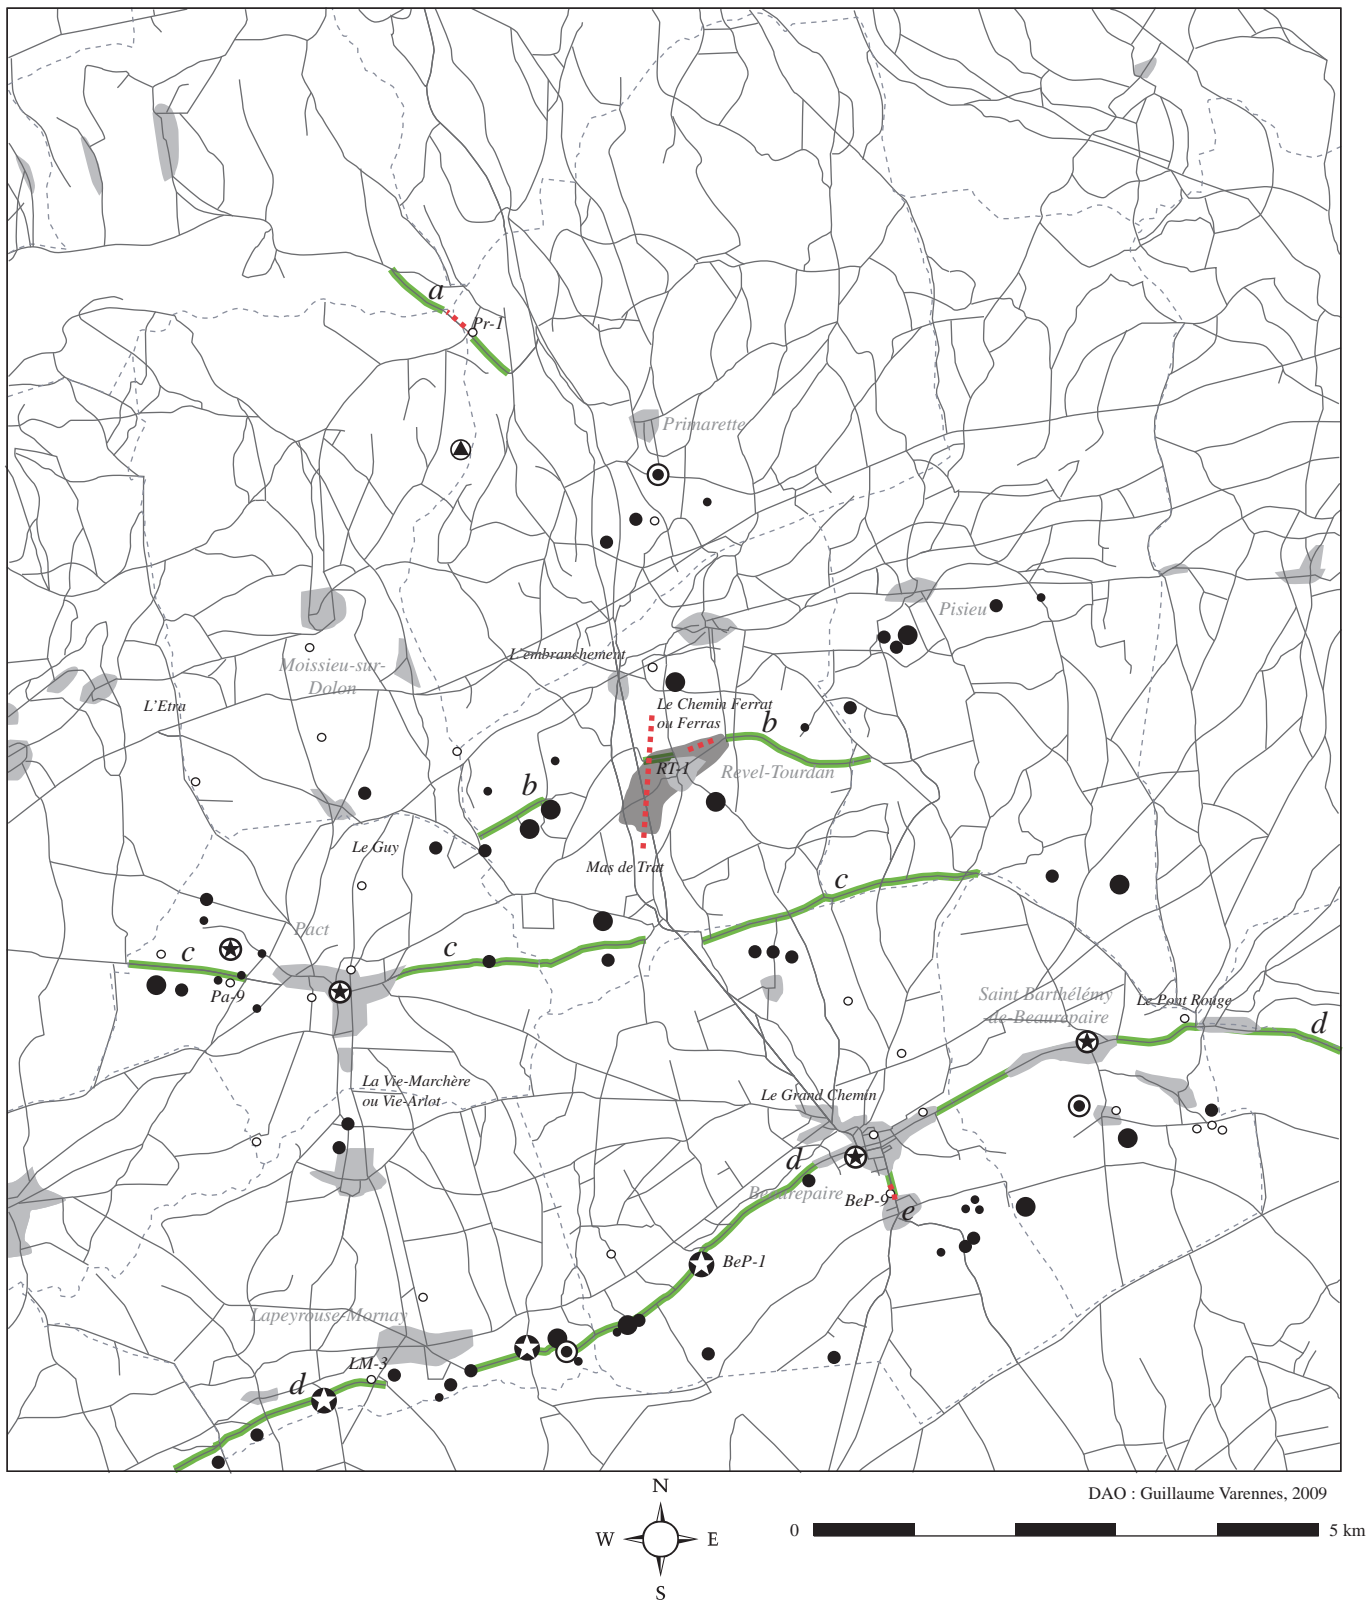 a
Pr-1
Primarette
Pisieu
L'embranchement
Moissieu-sur-
Dolon
L'Etra
Le Chemin Ferrat
ou Ferras
b
RT-1
Revel-Tourdan
b
Le Guy
Mas de Trat
c
Pact
c
c
Pa-9
Saint Barthélémy
-de-Beaurepaire
Le Pont Rouge
d
La Vie-Marchère
ou Vie-Arlot
Le Grand Chemin
d
Beaurepaire
BeP-9
e
BeP-1
Lapeyrouse-Mornay
LM-3
d
DAO : Guillaume Varennes, 2009
N
W
E
S
0
5 km